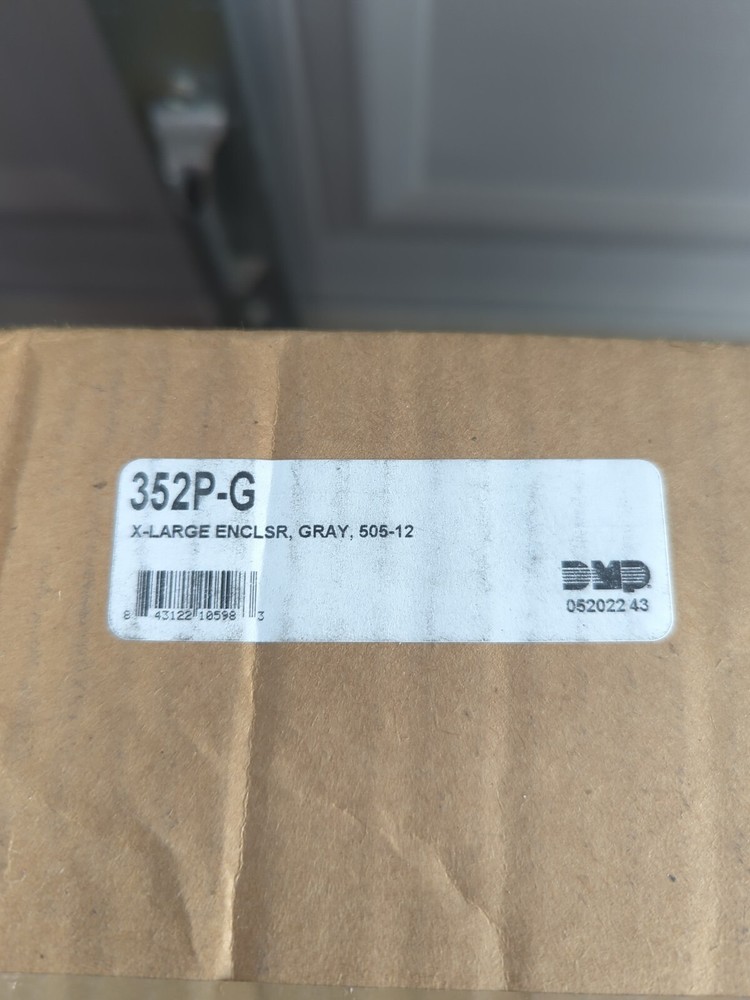 352P-G
X-LARGE ENCLSR, GRAY, 505-12
8 43122 10598 3
DMP
052022 43